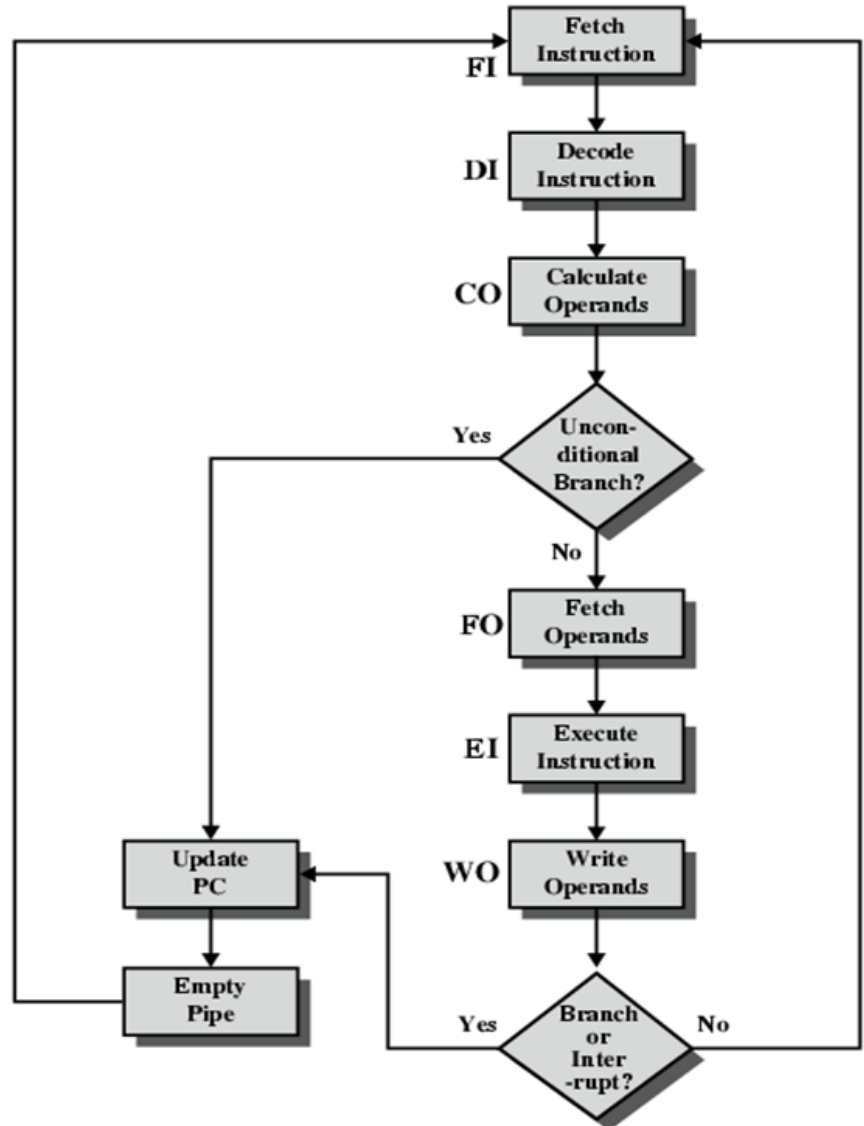 Fetch
Instruction
FI
Decode
DI
Instruction
Calculate
CO
Operands
Uncon-
ditional
Branch?
Yes
No
Fetch
FO
Operands
Execute
EI
Instruction
Update
PC
Write
WO
Operands
Empty
Pipe
Yes
Branch
or
Inter
-rupt?
No